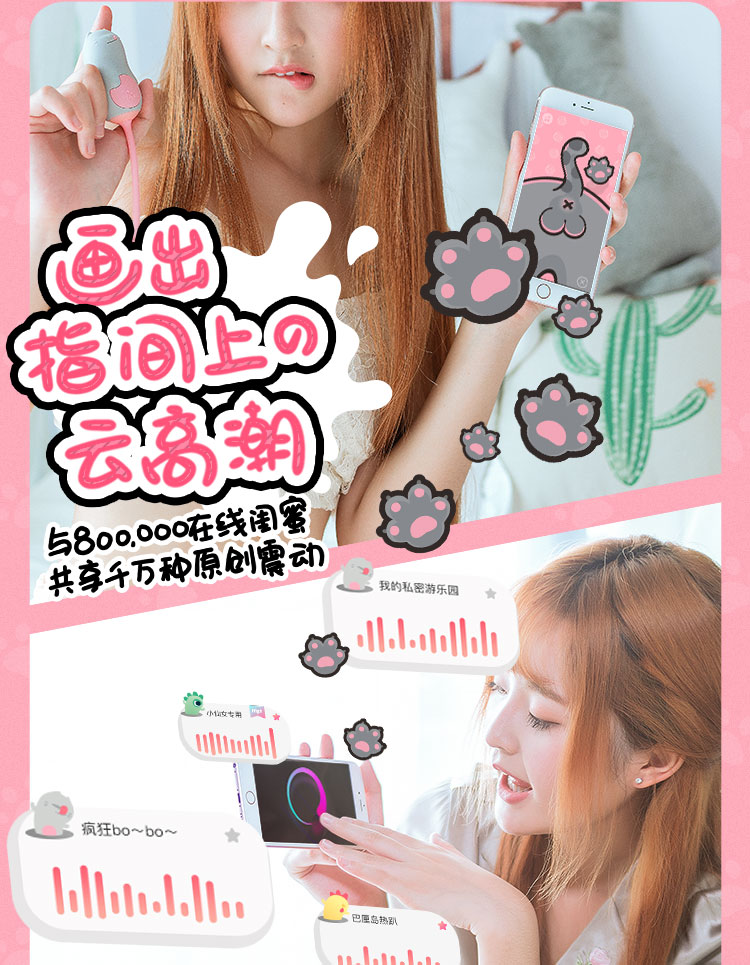 画出
指间上の
云高潮
与800,000在线闺蜜
共享千万种原创震动
我的私密游乐园
小仙女专用
疯狂bo～bo～
巴厘岛热趴